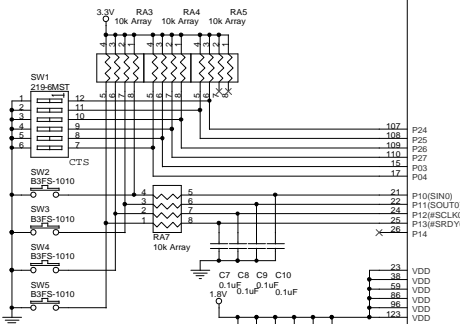 3.3V RA3 RA4 RA5
10k Array 10k Array 10k Array
4 3 2 1 4 3 2 1 4 3 2 1
5 6 7 8 5 6 7 8 5 6 7 8
SW1
219-6MST
1 12
2 11
3 10
4 9
5 8
6 7
CTS
107 P24
108 P25
109 P26
110 P27
15 P03
17 P04
SW2
B3FS-1010
4 5
3 6
2 7
1 8
RA7
10k Array
21 P10(SIN0)
22 P11(SOUT0
24 P12(#SCLK0
25 P13(#SRDY
26 P14
SW3
B3FS-1010
SW4
B3FS-1010
SW5
B3FS-1010
C7 C8 C9 C10
0.1uF 0.1uF 0.1uF 0.1uF
1.8V
23 VDD
38 VDD
59 VDD
86 VDD
96 VDD
123 VDD